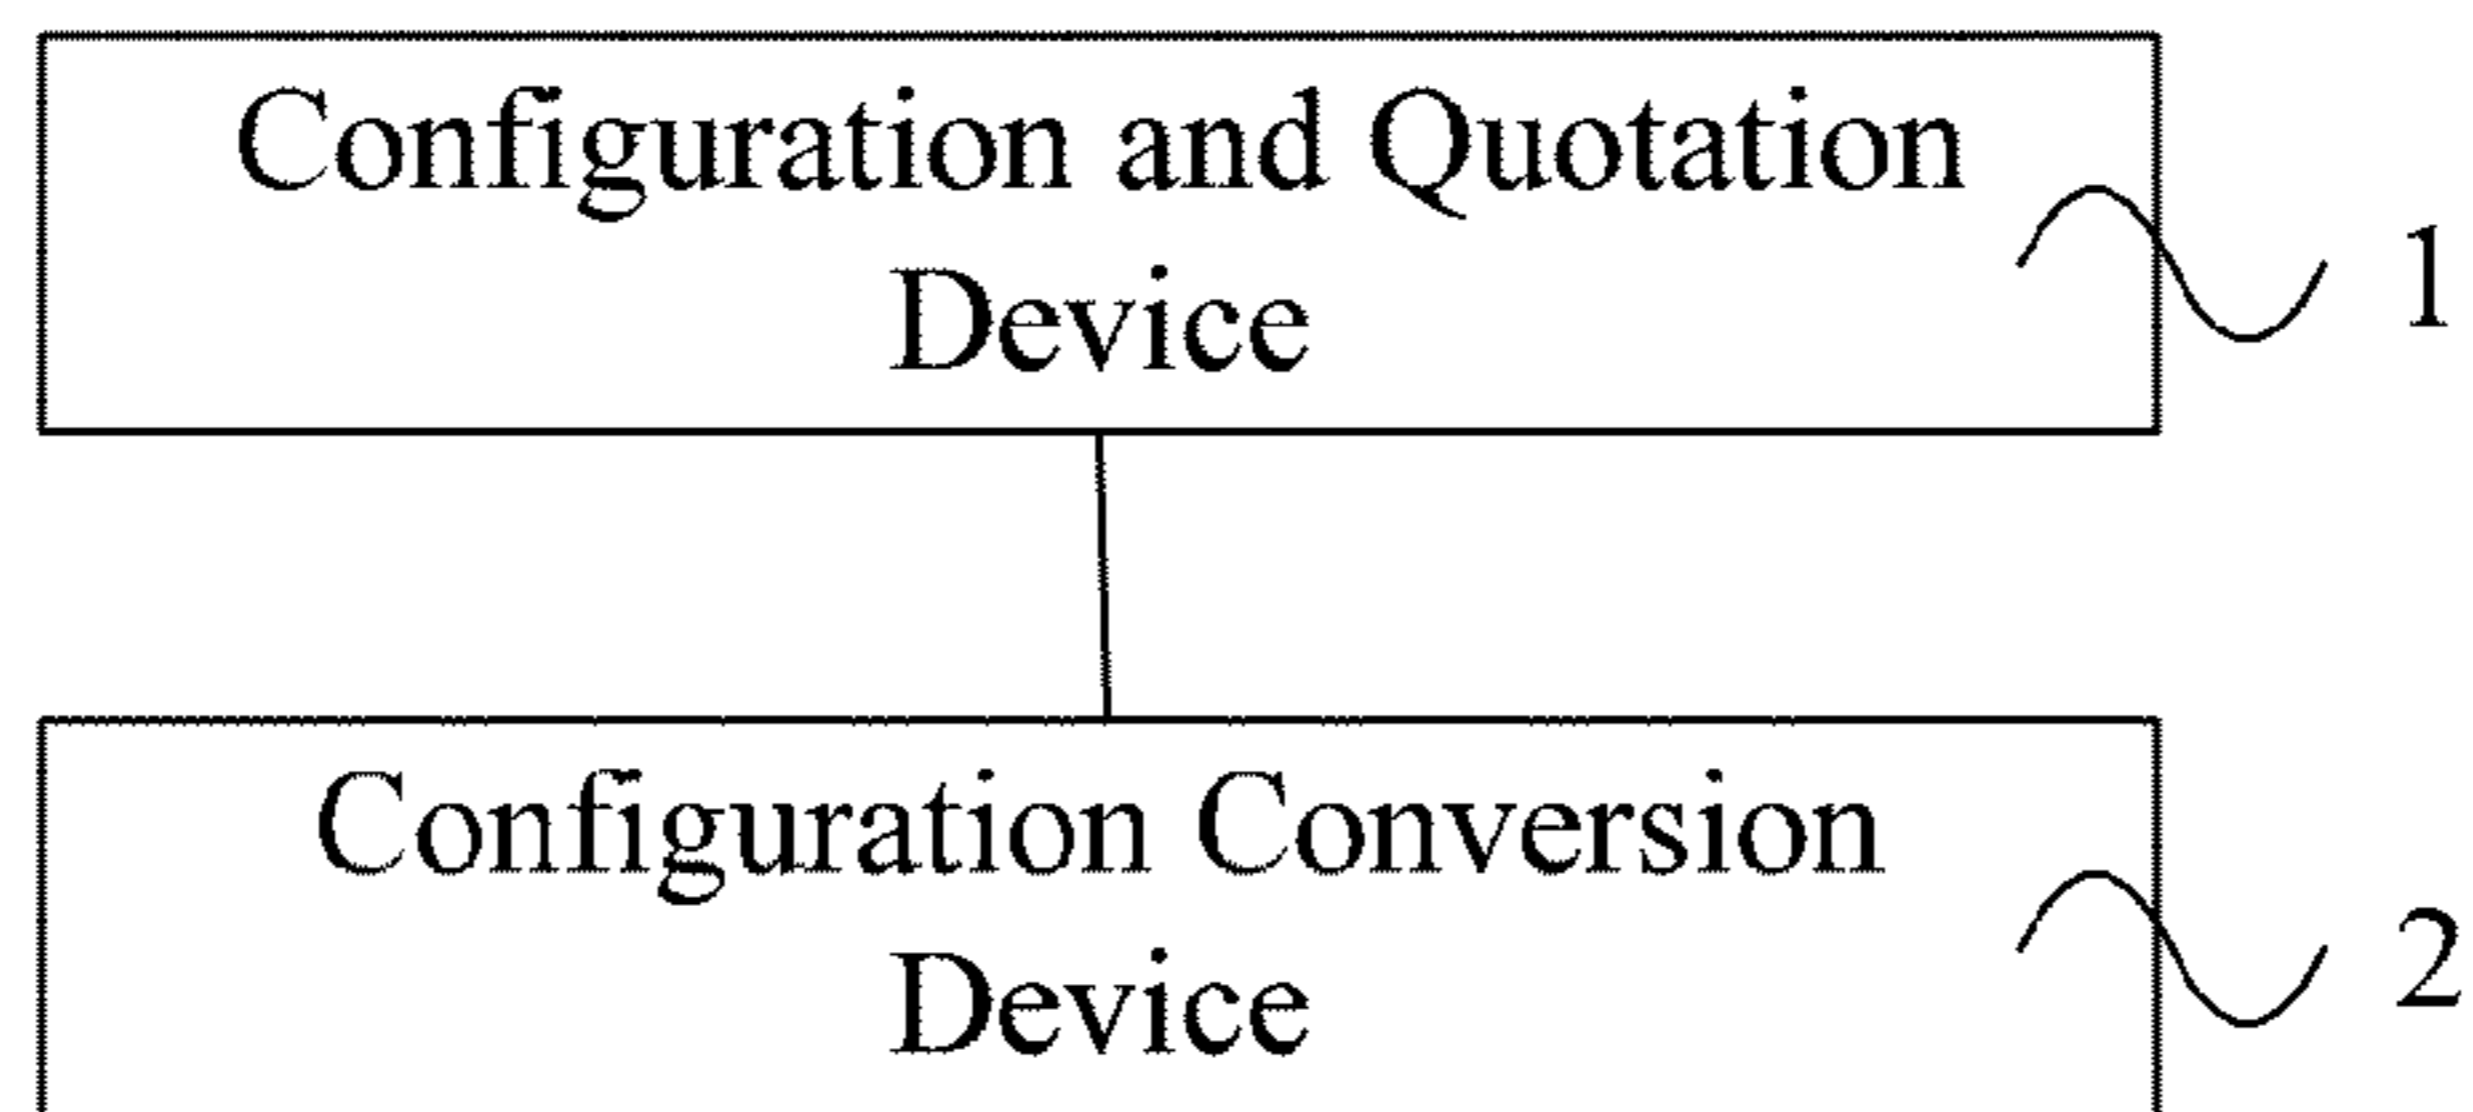 Configuration and Quotation
Device
1
Configuration Conversion
Device
2